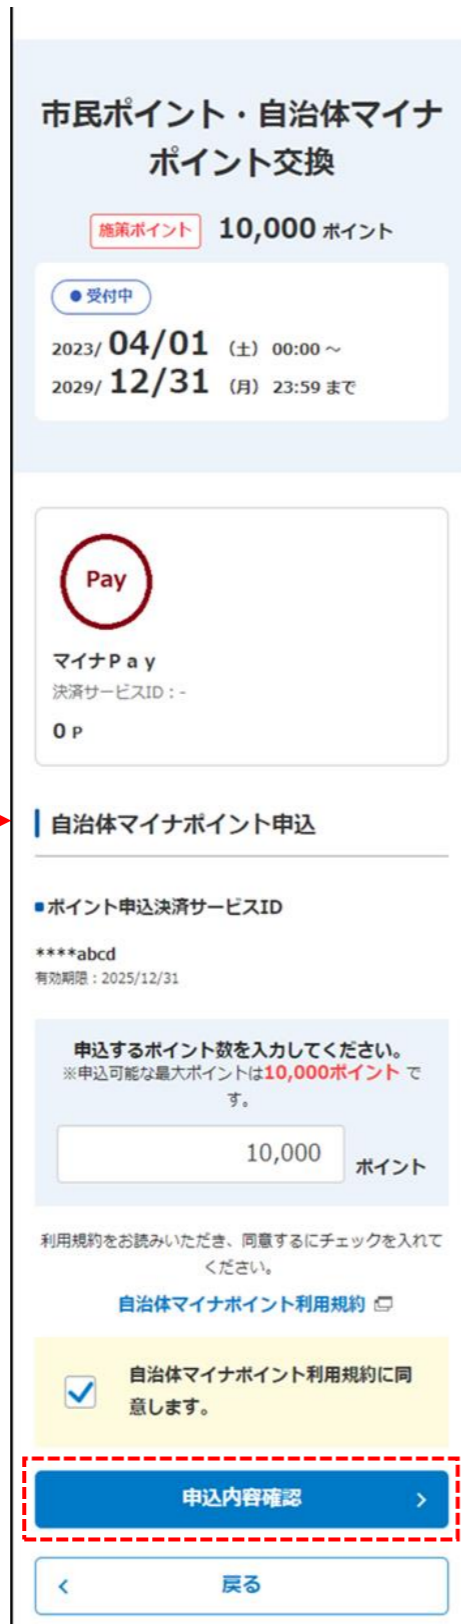 市民ポイント・自治体マイナ
ポイント交換
施策ポイント 10,000 ポイント
受付中
2023/ 04/01 （土） 00:00 ～
2029/ 12/31 （月） 23:59 まで
Pay
マイナPay
決済サービスID：-
0 P
自治体マイナポイント申込
■ポイント申込決済サービスID
****abcd
有効期限：2025/12/31
申込するポイント数を入力してください。
※申込可能な最大ポイントは10,000ポイント で
す。
10,000 ポイント
利用規約をお読みいただき、同意するにチェックを入れて
ください。
自治体マイナポイント利用規約
自治体マイナポイント利用規約に同
意します。
申込内容確認
戻る